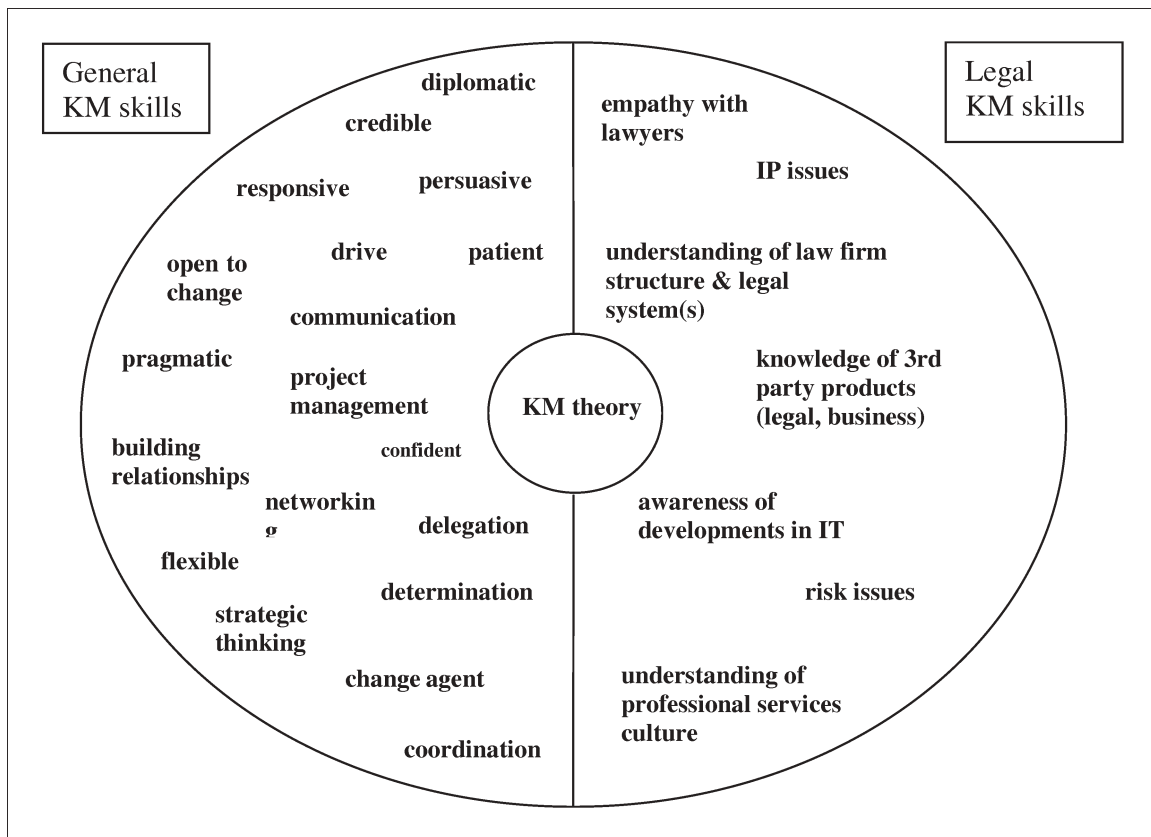 General
KM skills
diplomatic
credible
responsive
persuasive
drive
patient
open to
change
communication
pragmatic
project
management
building
relationships
confident
networkin
g
delegation
flexible
determination
strategic
thinking
change agent
coordination
KM theory
Legal
KM skills
empathy with
lawyers
IP issues
understanding of law firm
structure & legal
system(s)
knowledge of 3rd
party products
(legal, business)
awareness of
developments in IT
risk issues
understanding of
professional services
culture